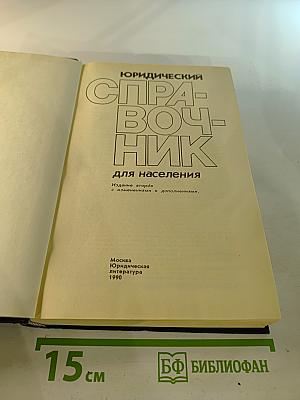 ЮРИДИЧЕСКИЙ
СПРА-
ВОЧ-
НИК
для населения
Издание второе
с изменениями и дополнениями.
Москва
Юридическая
литература
1990
15 см
БФ БИБЛИОФАН